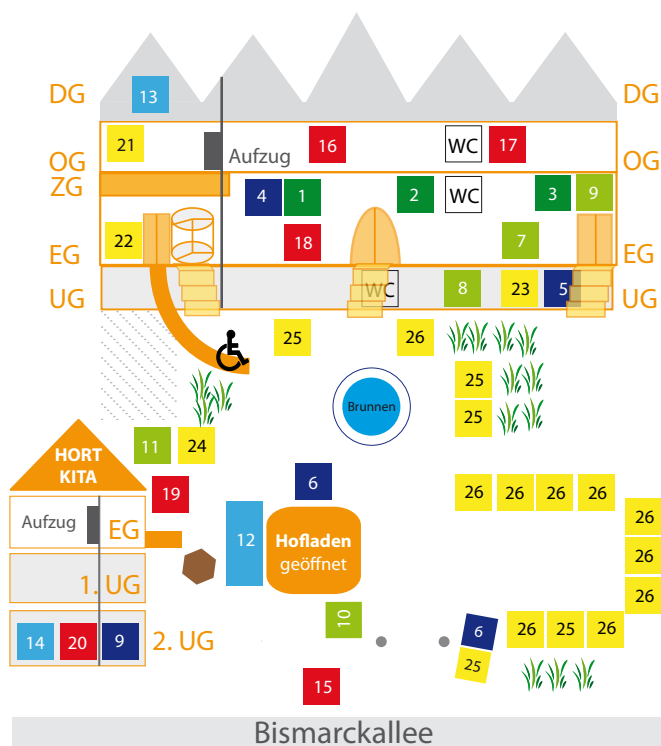 DG 13 DG
21 16 WC 17
OG Aufzug OG
ZG 4 1 2 WC 3 9
22 18 7
EG EG
UG WC 8 23 5 UG
25 26
25
Brunnen
25
11 24
HORT
KITA
19 6 26 26 26 26
Aufzug EG 12 Hofladen
geöffnet
26
26
1. UG 26
10
14 20 9 2. UG 6 26 25 26
25
15
Bismarckallee